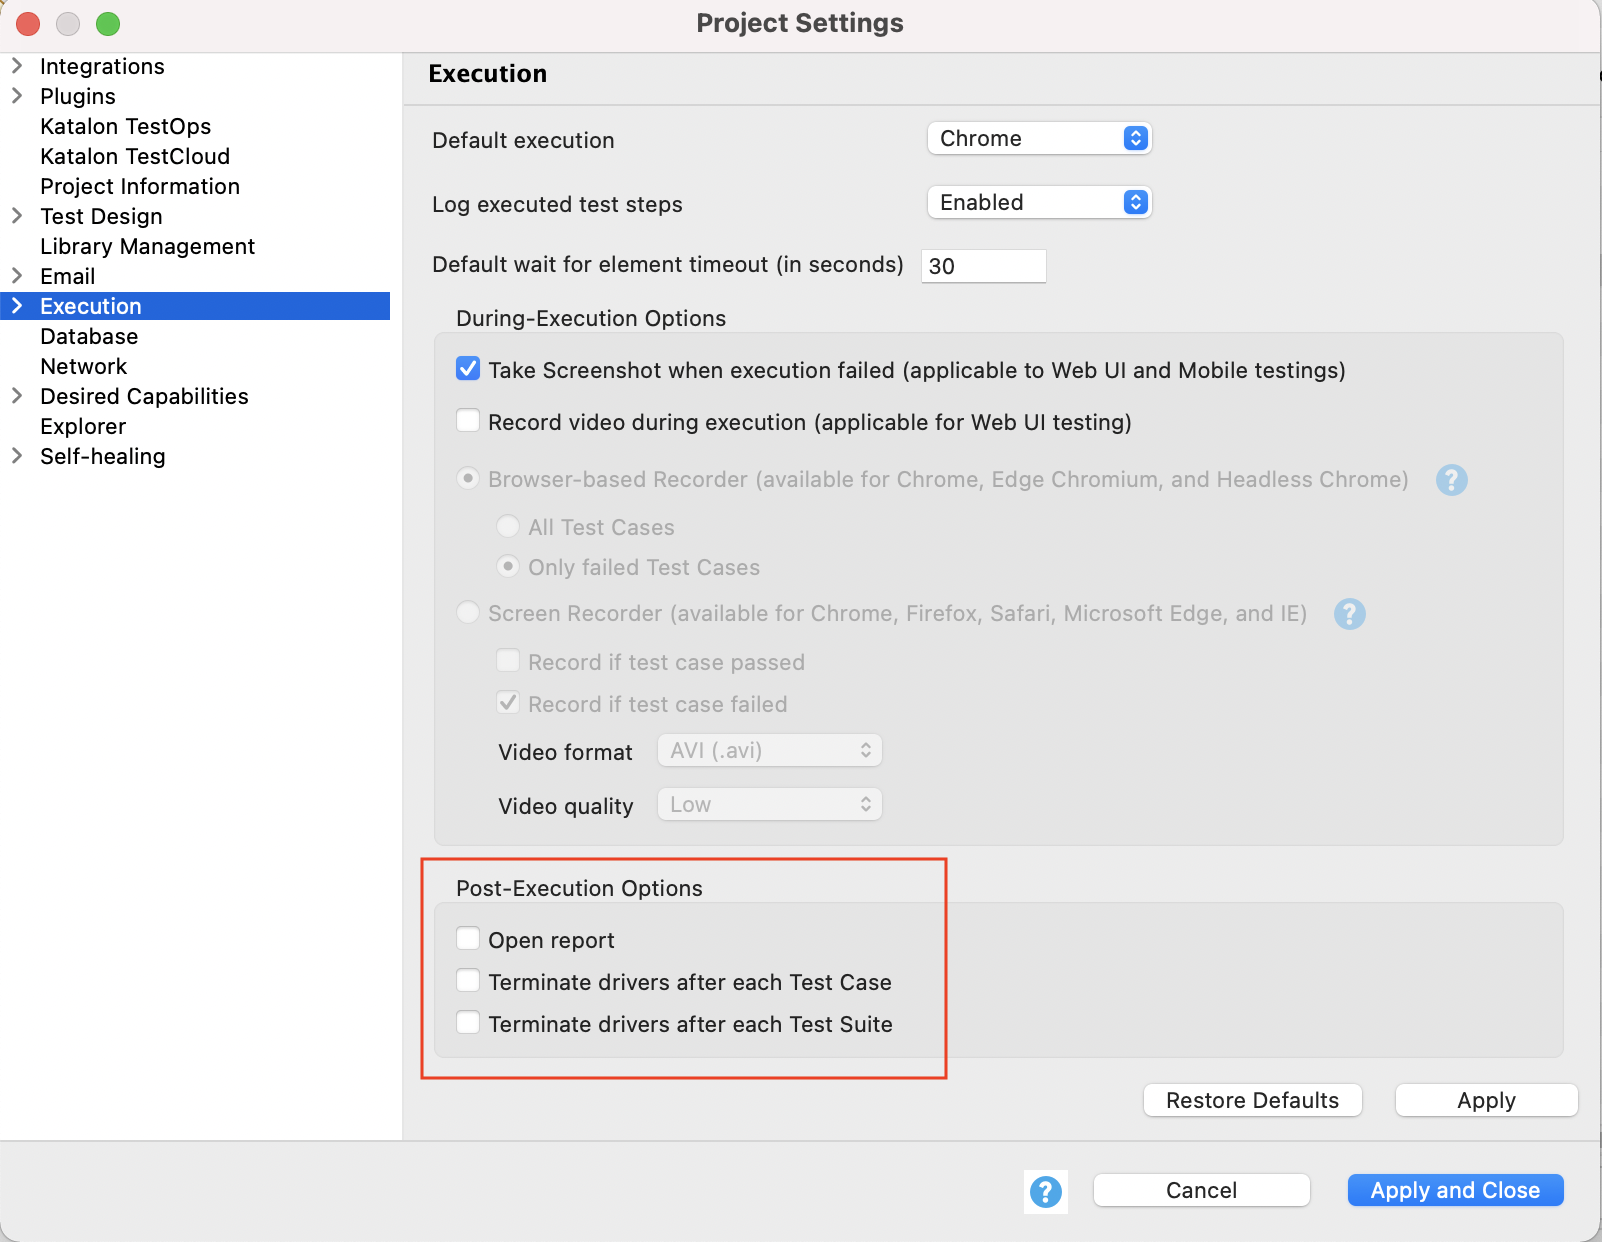 Project Settings
Integrations
Plugins
Katalon TestOps
Katalon TestCloud
Project Information
Test Design
Library Management
Email
Execution
Database
Network
Desired Capabilities
Explorer
Self-healing
Execution
Default execution Chrome
Log executed test steps Enabled
Default wait for element timeout (in seconds) 30
During-Execution Options
Take Screenshot when execution failed (applicable to Web UI and Mobile testings)
Record video during execution (applicable for Web UI testing)
Browser-based Recorder (available for Chrome, Edge Chromium, and Headless Chrome) ?
All Test Cases
Only failed Test Cases
Screen Recorder (available for Chrome, Firefox, Safari, Microsoft Edge, and IE) ?
Record if test case passed
Record if test case failed
Video format AVI (.avi)
Video quality Low
Post-Execution Options
Open report
Terminate drivers after each Test Case
Terminate drivers after each Test Suite
Restore Defaults Apply
? Cancel Apply and Close